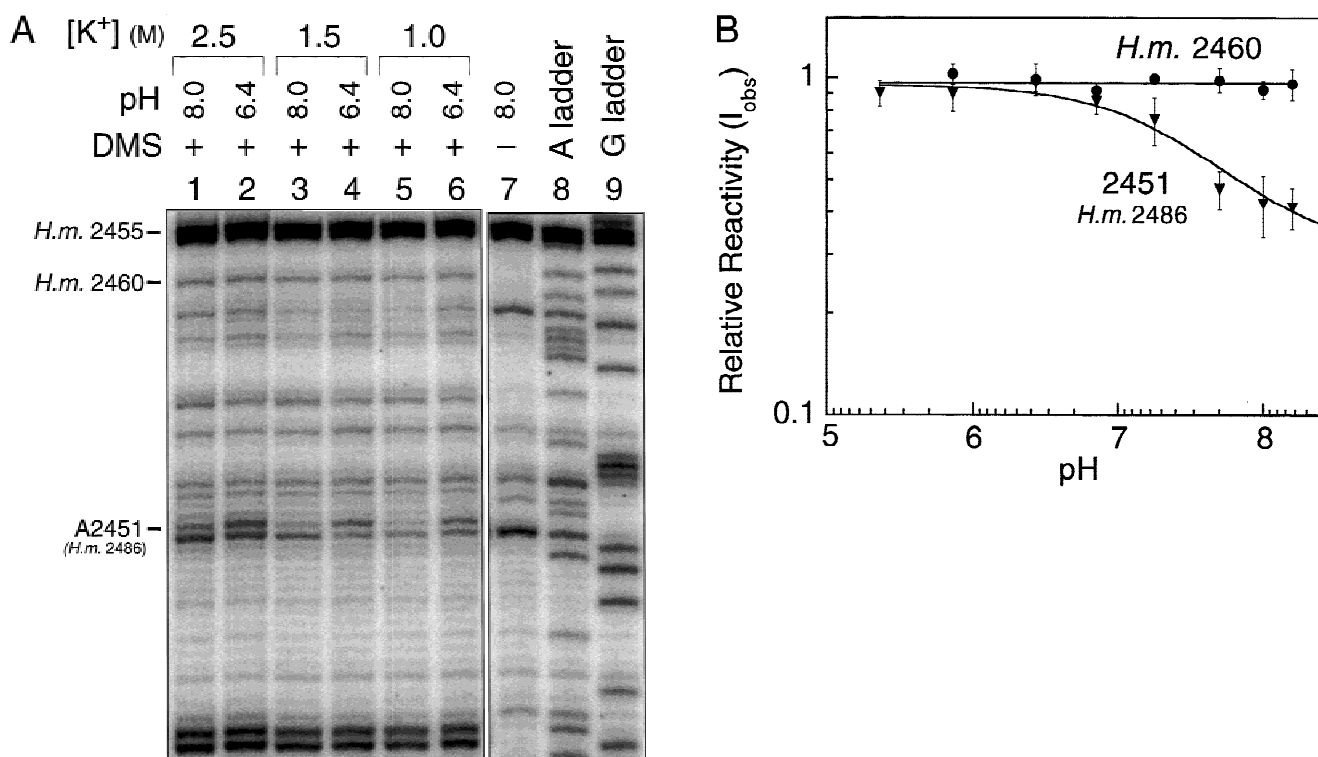 A
[K+] (M)
2.5 1.5 1.0
pH 8.0 6.4 8.0 6.4 8.0 6.4 8.0 A ladder G ladder
DMS + + + + + + −
1 2 3 4 5 6 7 8 9
H.m. 2455
H.m. 2460
A2451
(H.m. 2486)
B
Relative Reactivity (Iobs)
H.m. 2460
1
2451
H.m. 2486
0.1
5 6 7 8
pH